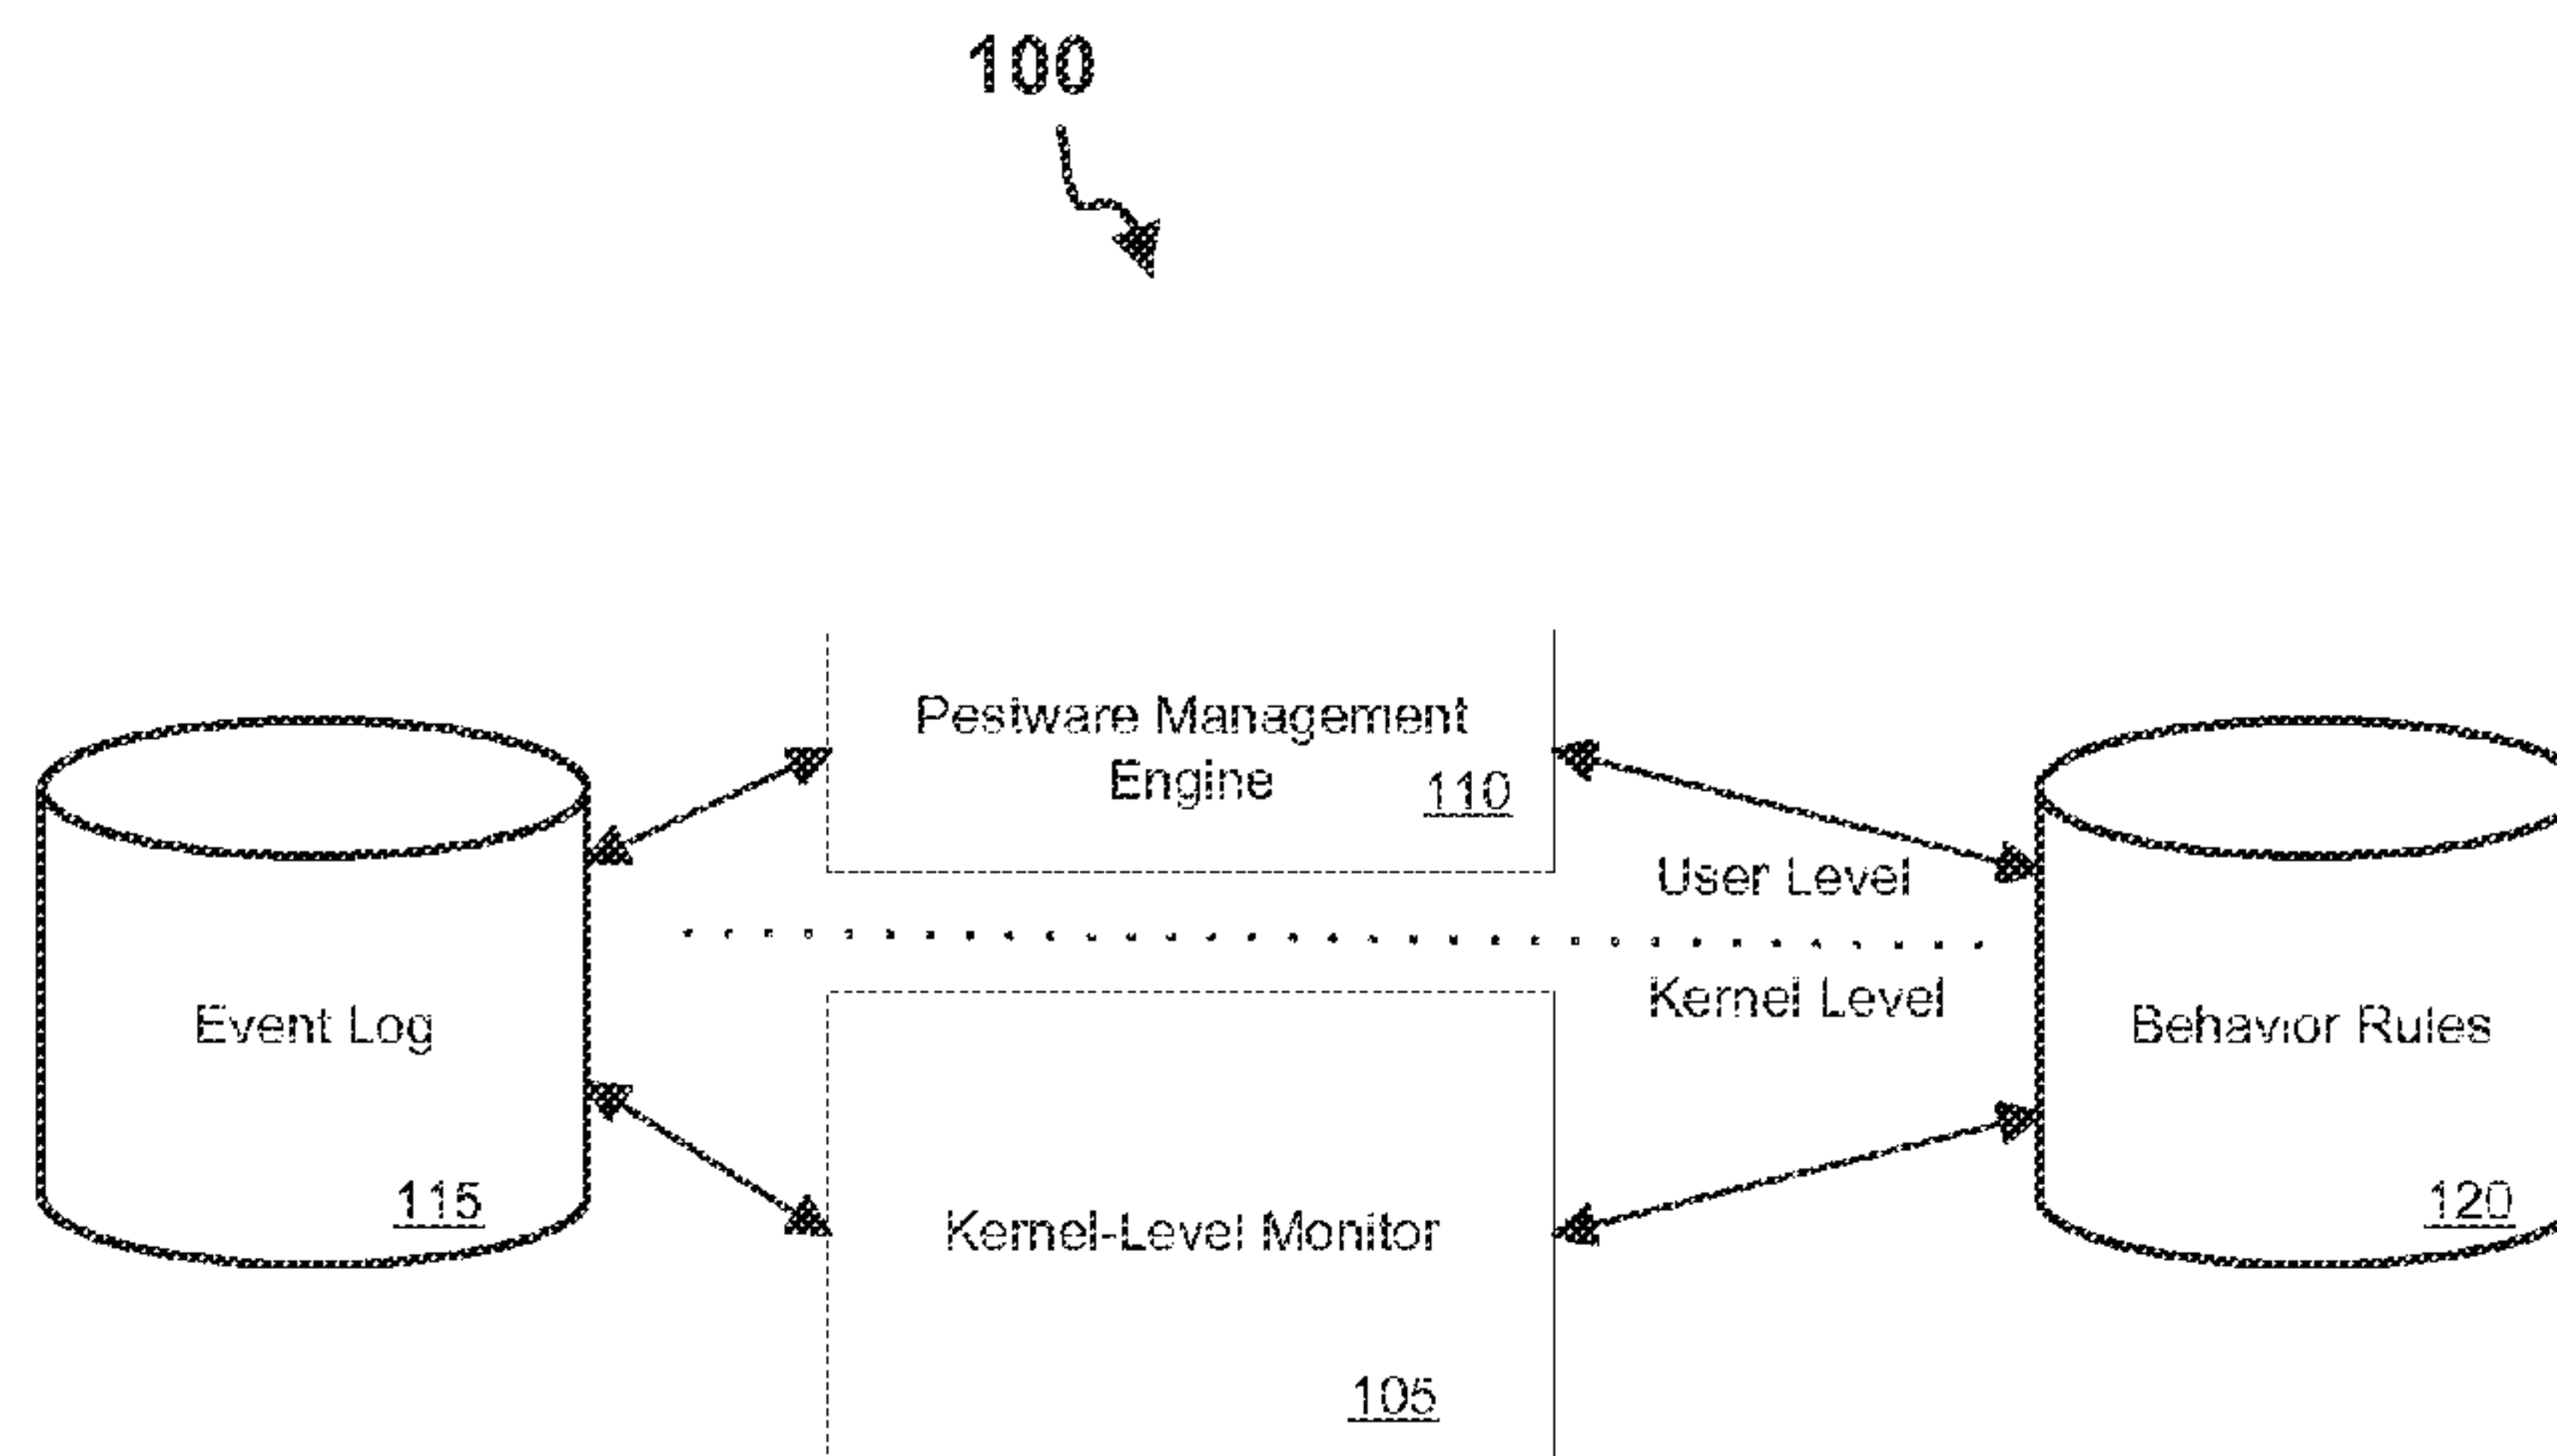 100
Pestware Management
Engine
110
User Level
Kernel Level
Event Log
Behavior Rules
115
120
Kernel-Level Monitor
105